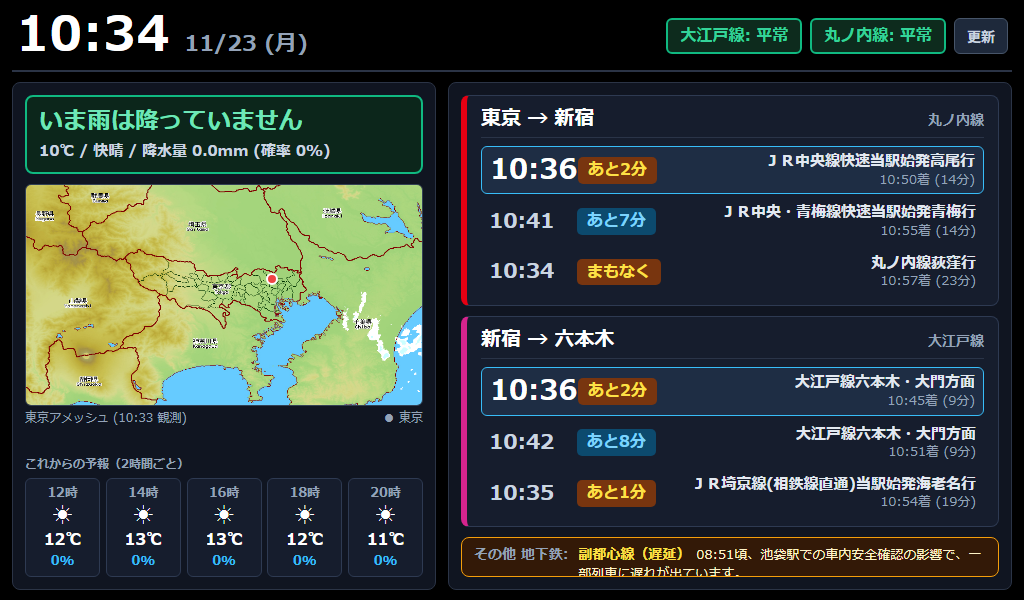 10:34 11/23 (月)
大江戸線: 平常
丸ノ内線: 平常
更新
いま雨は降っていません
10℃ / 快晴 / 降水量 0.0mm (確率 0%)
東京アメッシュ (10:33 観測)
東京
これからの予報（2時間ごと）
12時 14時 16時 18時 20時
12℃ 13℃ 13℃ 12℃ 11℃
0% 0% 0% 0% 0%
東京 → 新宿 丸ノ内線
10:36 あと2分 ＪＲ中央線快速当駅始発高尾行
10:50着 (14分)
10:41 あと7分 ＪＲ中央・青梅線快速当駅始発青梅行
10:55着 (14分)
10:34 まもなく 丸ノ内線荻窪行
10:57着 (23分)
新宿 → 六本木 大江戸線
10:36 あと2分 大江戸線六本木・大門方面
10:45着 (9分)
10:42 あと8分 大江戸線六本木・大門方面
10:51着 (9分)
10:35 あと1分 ＪＲ埼京線(相鉄線直通)当駅始発海老名行
10:54着 (19分)
その他 地下鉄: 副都心線（遅延） 08:51頃、池袋駅での車内安全確認の影響で、一
部列車に遅れが出ています。